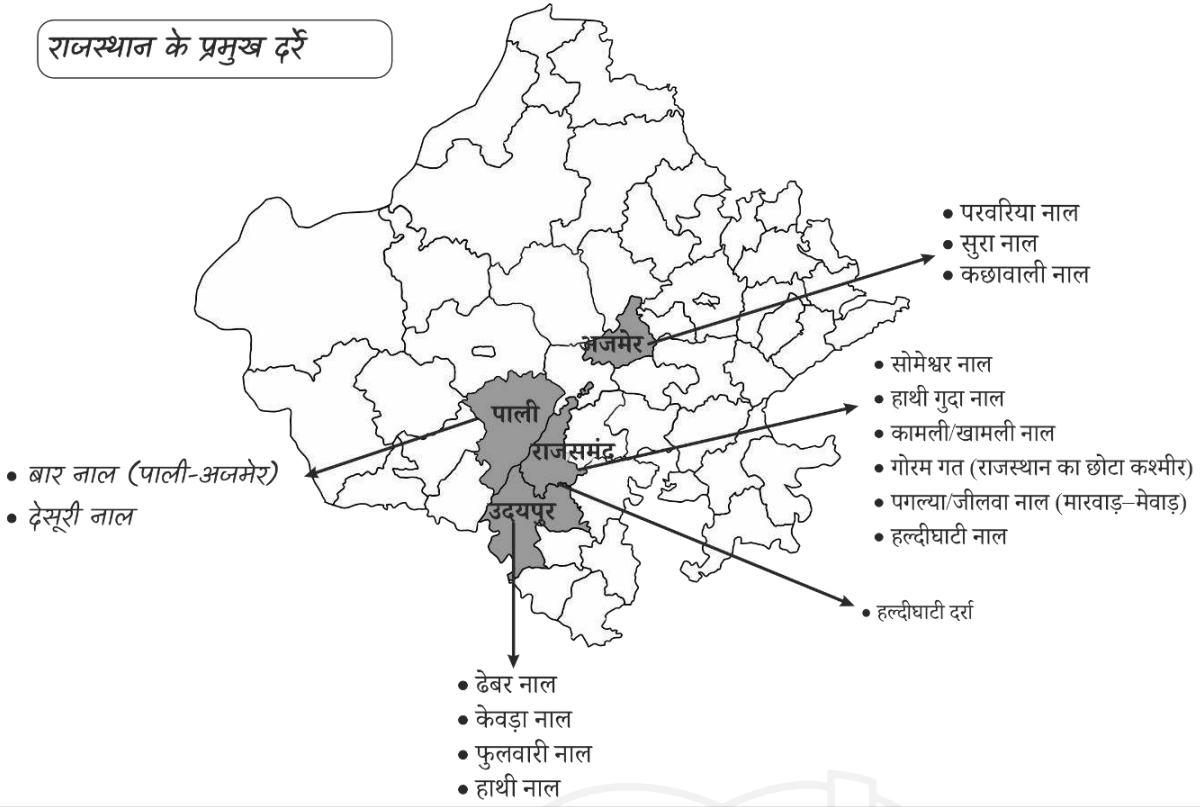 राजस्थान के प्रमुख दर्रे
• परवरिया नाल
• सुरा नाल
• कछावाली नाल
अजमेर
• सोमेश्वर नाल
• हाथी गुदा नाल
• कामली/खामली नाल
• गोरम गत (राजस्थान का छोटा कश्मीर)
• पगल्या/जीलवा नाल (मारवाड़–मेवाड़)
• हल्दीघाटी नाल
पाली
राजसमंद
• बार नाल (पाली-अजमेर)
• देसूरी नाल
उदयपूर
• हल्दीघाटी दर्रा
• ढेबर नाल
• केवड़ा नाल
• फुलवारी नाल
• हाथी नाल